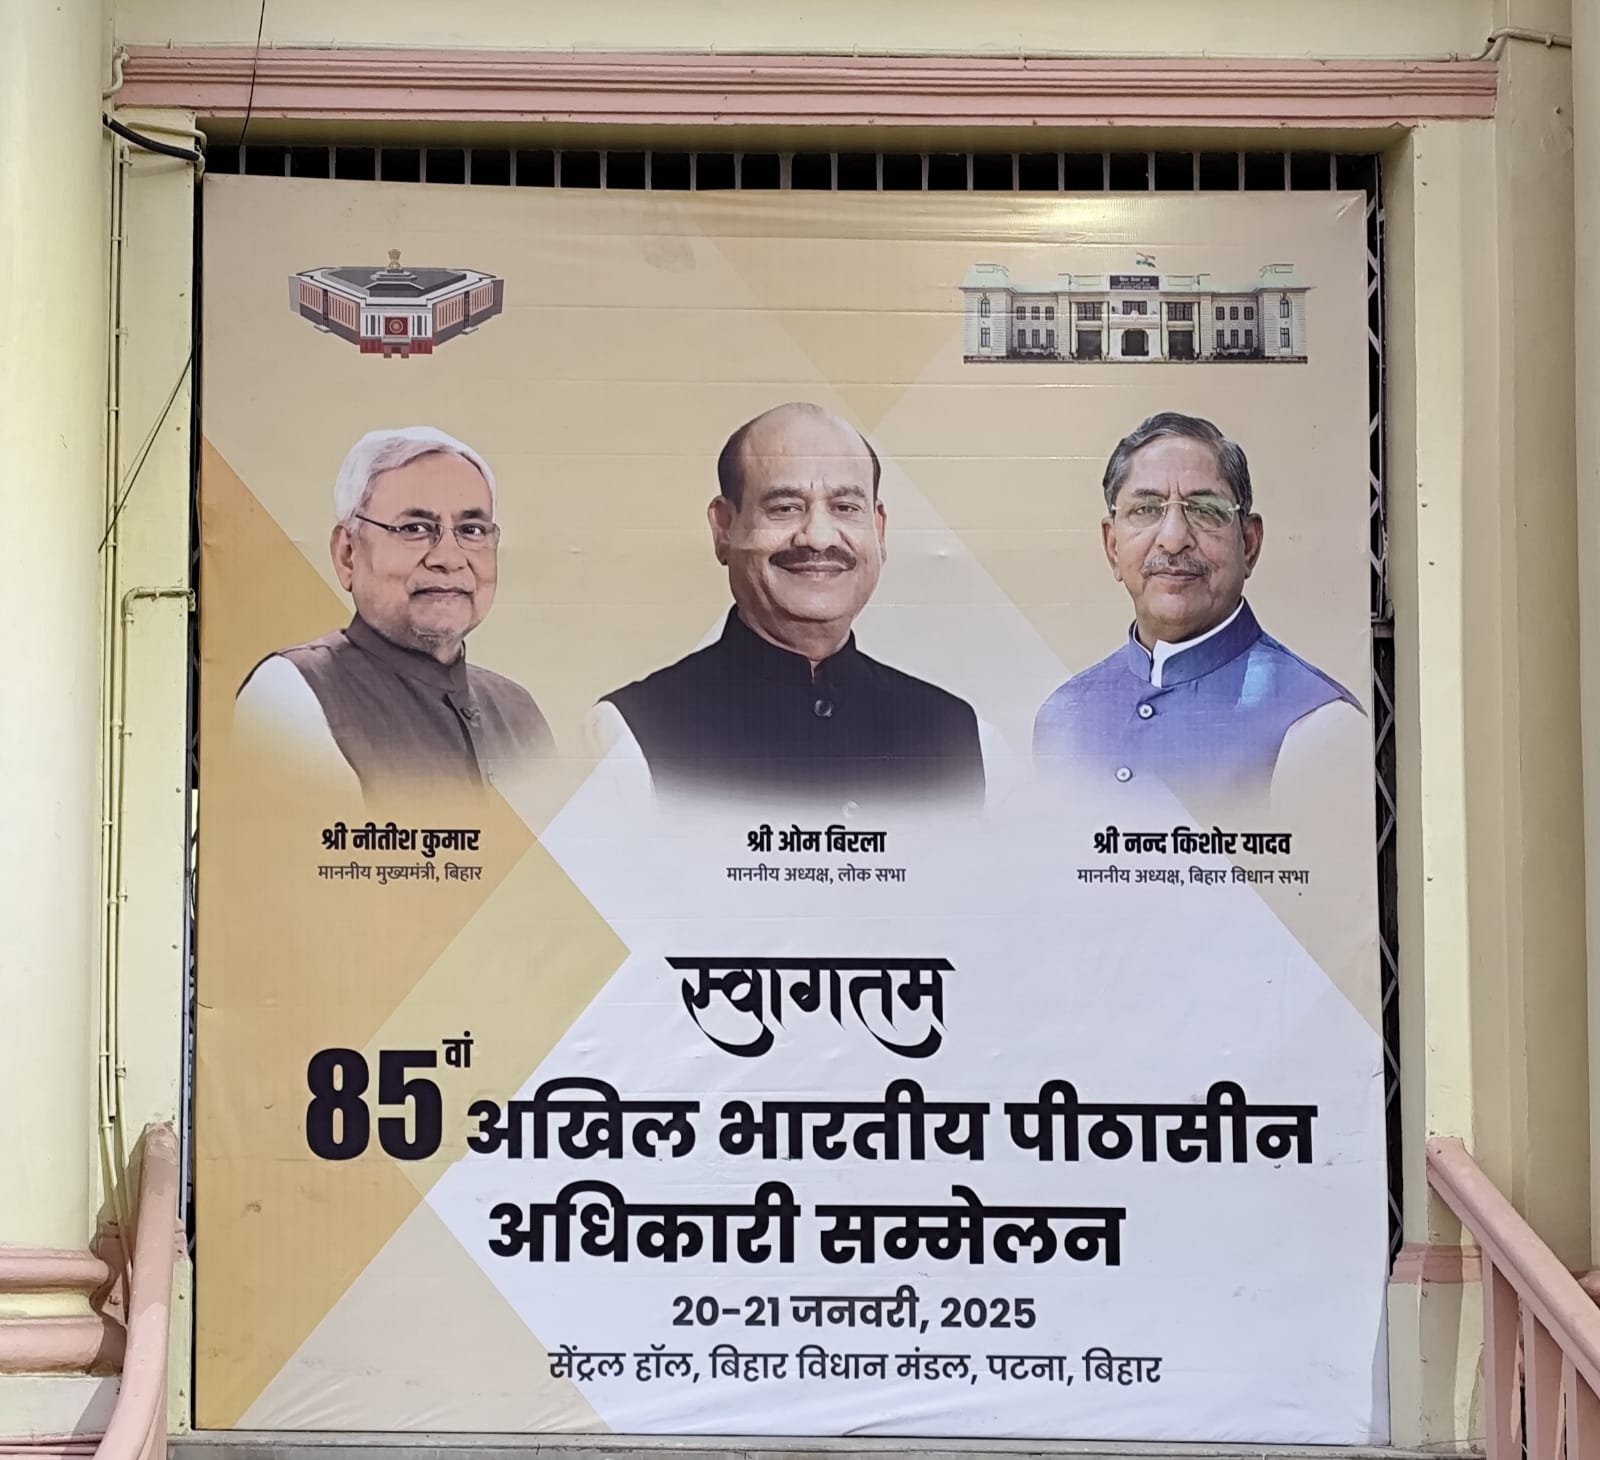 श्री नीतीश कुमार
माननीय मुख्यमंत्री, बिहार
श्री ओम बिरला
माननीय अध्यक्ष, लोक सभा
श्री नन्द किशोर यादव
माननीय अध्यक्ष, बिहार विधान सभा
स्वागतम
85वां अखिल भारतीय पीठासीन
अधिकारी सम्मेलन
20-21 जनवरी, 2025
सेंट्रल हॉल, बिहार विधान मंडल, पटना, बिहार